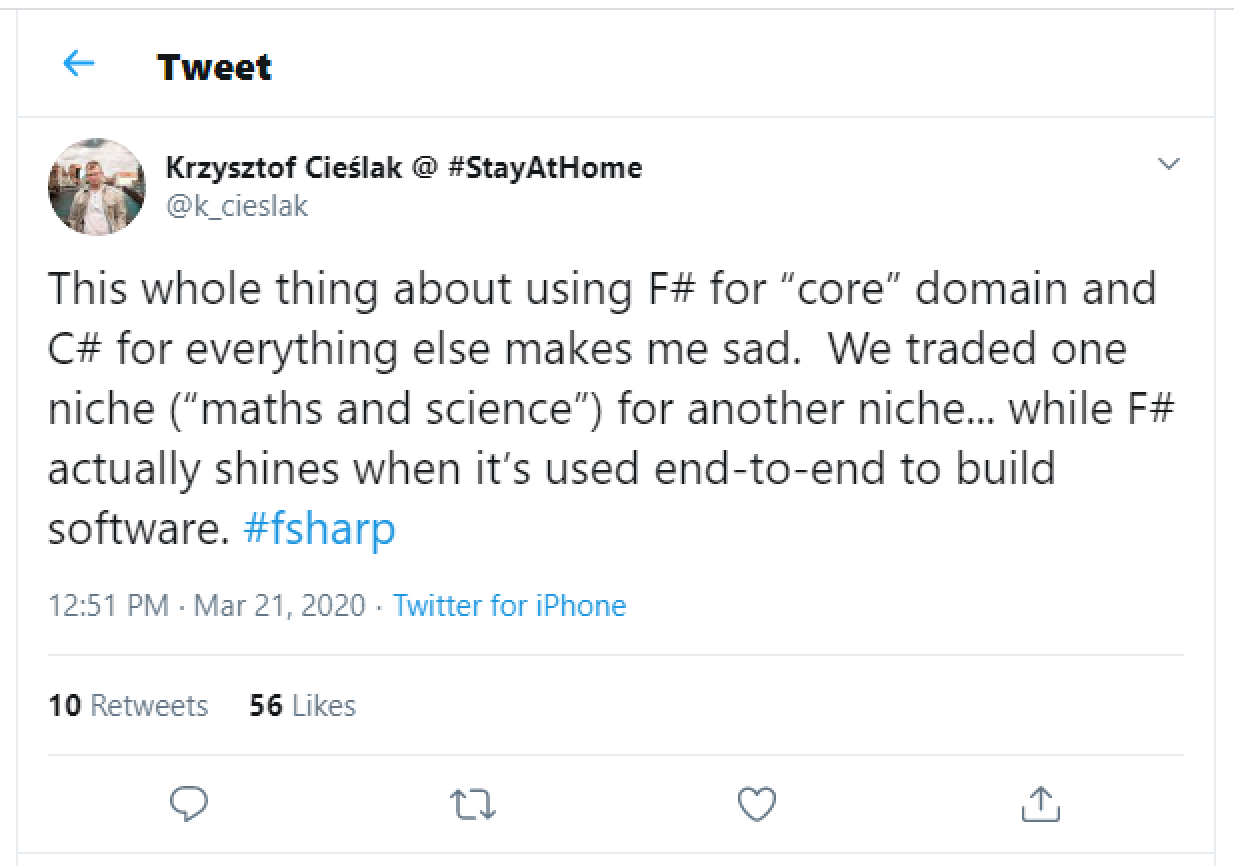 Tweet
Krzysztof Cieślak @ #StayAtHome
@k_cieslak
This whole thing about using F# for “core” domain and
C# for everything else makes me sad.  We traded one
niche (“maths and science”) for another niche... while F#
actually shines when it’s used end-to-end to build
software. #fsharp
12:51 PM · Mar 21, 2020 · Twitter for iPhone
10 Retweets 56 Likes